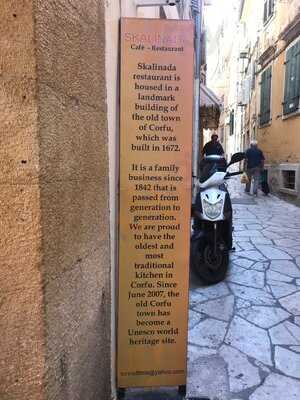 SKALINADA
Cafè - Restaurant
Skalinada
restaurant is
housed in a
landmark
building of
the old town
of Corfu,
which was
built in 1672.
It is a family
business since
1842 that is
passed from
generation to
generation.
We are proud
to have the
oldest and
most
traditional
kitchen in
Corfu. Since
June 2007, the
old Corfu
town has
become a
Unesco world
heritage site.